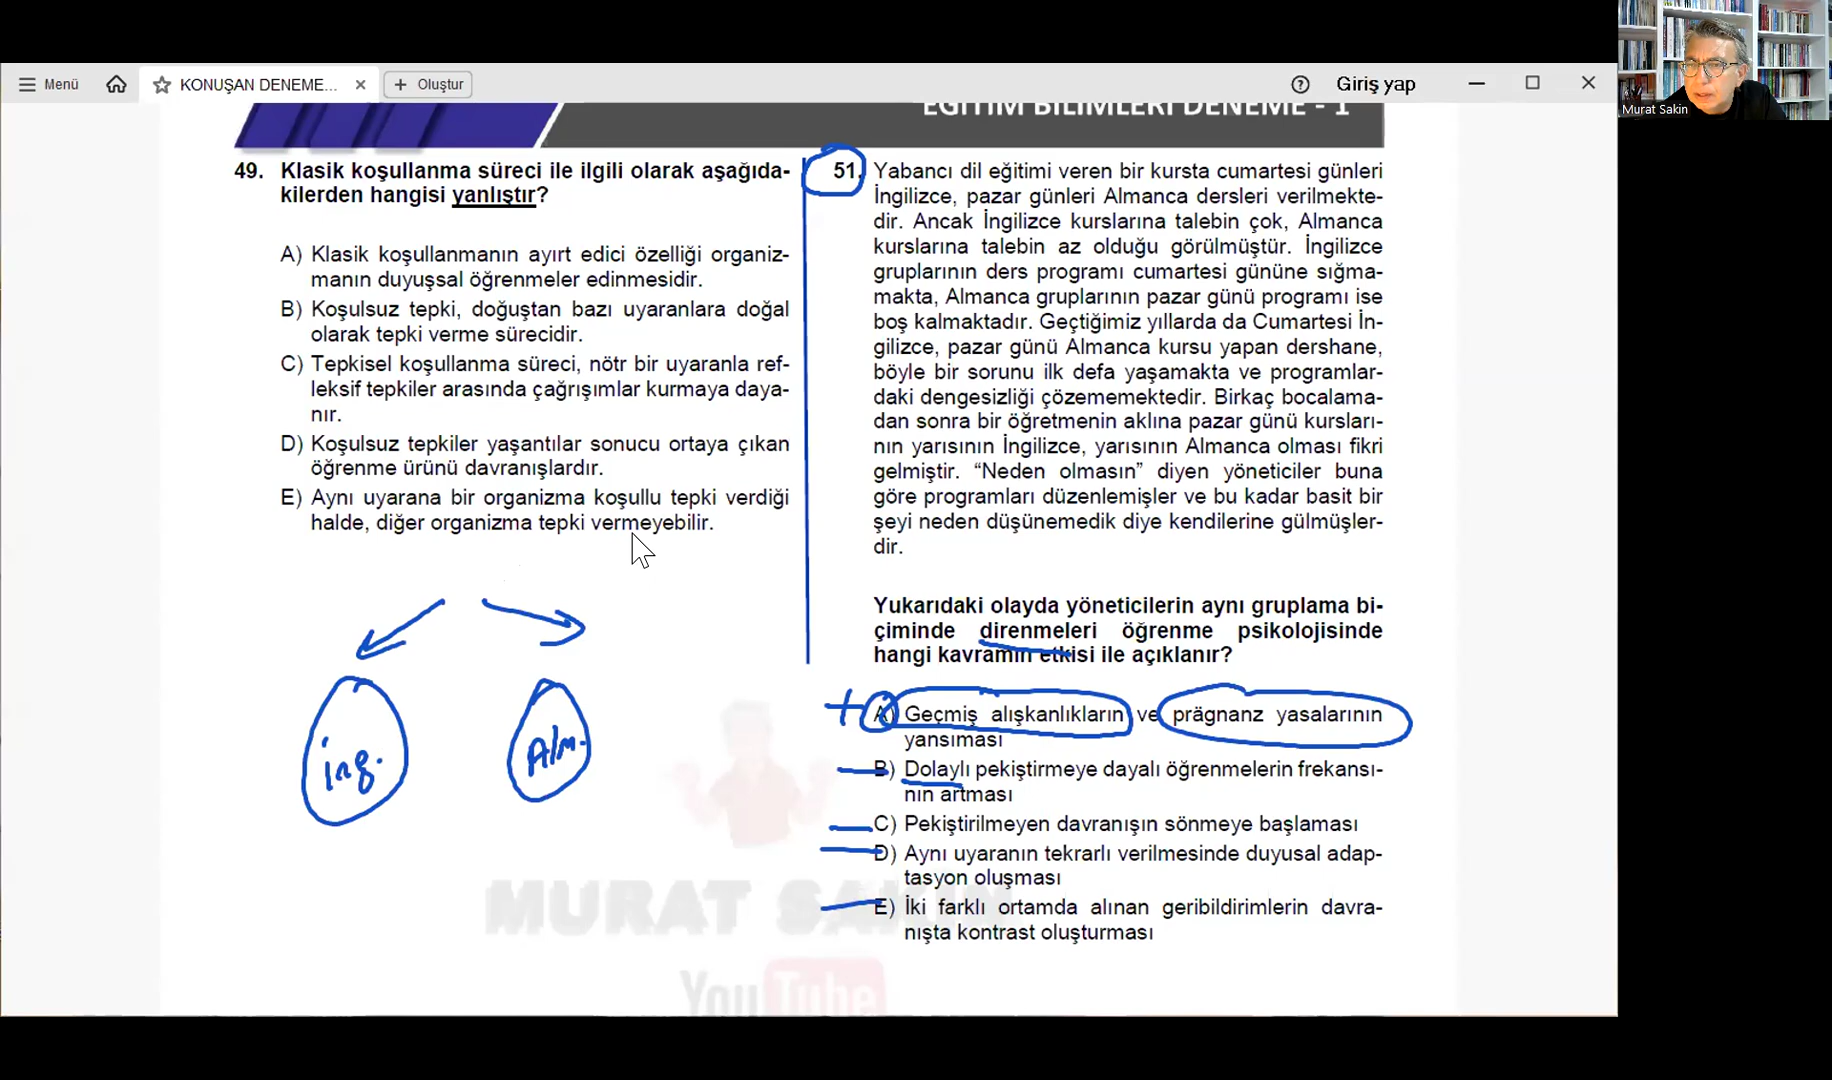 Menü
KONUŞAN DENEME...
+ Oluştur
Giriş yap
Murat Sakin
EĞİTİM BİLİMLERİ DENEME - 1
49. Klasik koşullanma süreci ile ilgili olarak aşağıda-
kilerden hangisi yanlıştır?
A) Klasik koşullanmanın ayırt edici özelliği organiz-
manın duyuşsal öğrenmeler edinmesidir.
B) Koşulsuz tepki, doğuştan bazı uyaranlara doğal
olarak tepki verme sürecidir.
C) Tepkisel koşullanma süreci, nötr bir uyaranla ref-
leksif tepkiler arasında çağrışımlar kurmaya daya-
nır.
D) Koşulsuz tepkiler yaşantılar sonucu ortaya çıkan
öğrenme ürünü davranışlardır.
E) Aynı uyarana bir organizma koşullu tepki verdiği
halde, diğer organizma tepki vermeyebilir.
ing.
Alm.
51. Yabancı dil eğitimi veren bir kursta cumartesi günleri
İngilizce, pazar günleri Almanca dersleri verilmekte-
dir. Ancak İngilizce kurslarına talebin çok, Almanca
kurslarına talebin az olduğu görülmüştür. İngilizce
gruplarının ders programı cumartesi gününe sığma-
makta, Almanca gruplarının pazar günü programı ise
boş kalmaktadır. Geçtiğimiz yıllarda da Cumartesi İn-
gilizce, pazar günü Almanca kursu yapan dershane,
böyle bir sorunu ilk defa yaşamakta ve programlar-
daki dengesizliği çözememektedir. Birkaç bocalama-
dan sonra bir öğretmenin aklına pazar günü kursları-
nın yarısının İngilizce, yarısının Almanca olması fikri
gelmiştir. “Neden olmasın” diyen yöneticiler buna
göre programları düzenlemişler ve bu kadar basit bir
şeyi neden düşünemedik diye kendilerine gülmüşler-
dir.
Yukarıdaki olayda yöneticilerin aynı gruplama bi-
çiminde direnmeleri öğrenme psikolojisinde
hangi kavramın etkisi ile açıklanır?
A) Geçmiş alışkanlıkların ve prägnanz yasalarının
yansıması
B) Dolaylı pekiştirmeye dayalı öğrenmelerin frekansı-
nın artması
C) Pekiştirilmeyen davranışın sönmeye başlaması
D) Aynı uyaranın tekrarlı verilmesinde duyusal adap-
tasyon oluşması
E) İki farklı ortamda alınan geribildirimlerin davra-
nışta kontrast oluşturması
MURAT SAKİN
YouTube